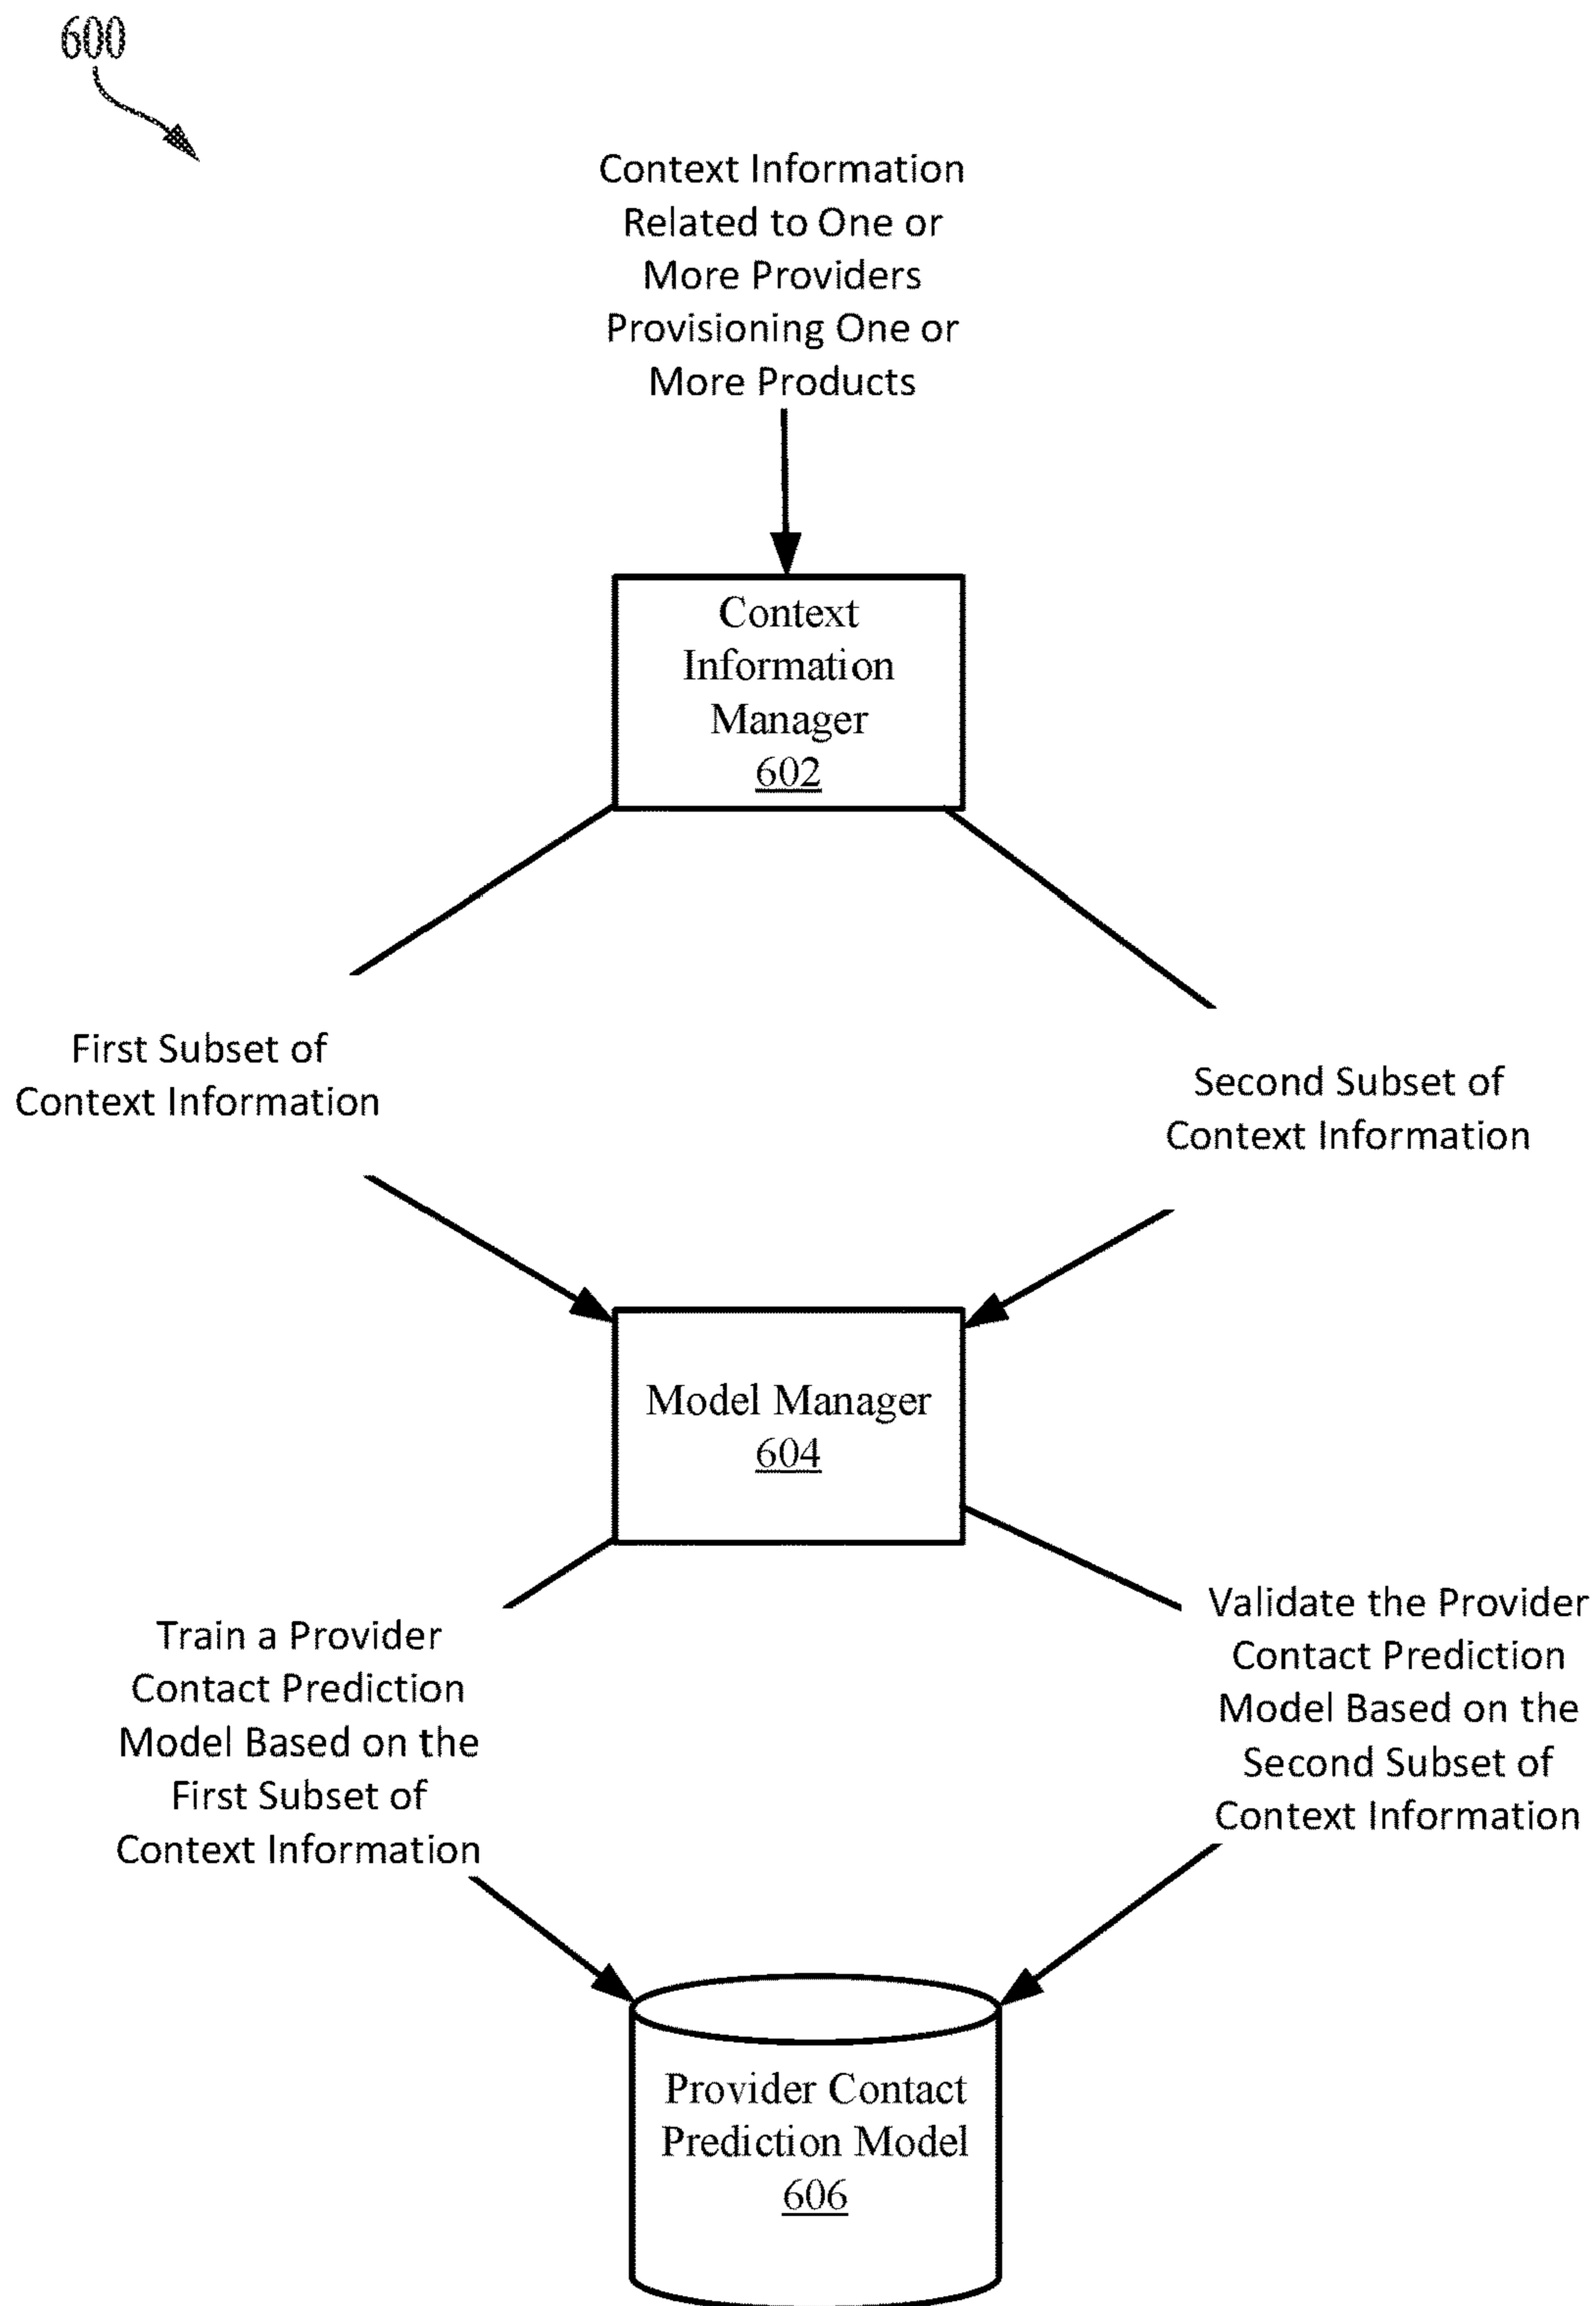 600
Context Information
Related to One or
More Providers
Provisioning One or
More Products
Context
Information
Manager
602
First Subset of
Context Information
Second Subset of
Context Information
Model Manager
604
Train a Provider
Contact Prediction
Model Based on the
First Subset of
Context Information
Validate the Provider
Contact Prediction
Model Based on the
Second Subset of
Context Information
Provider Contact
Prediction Model
606